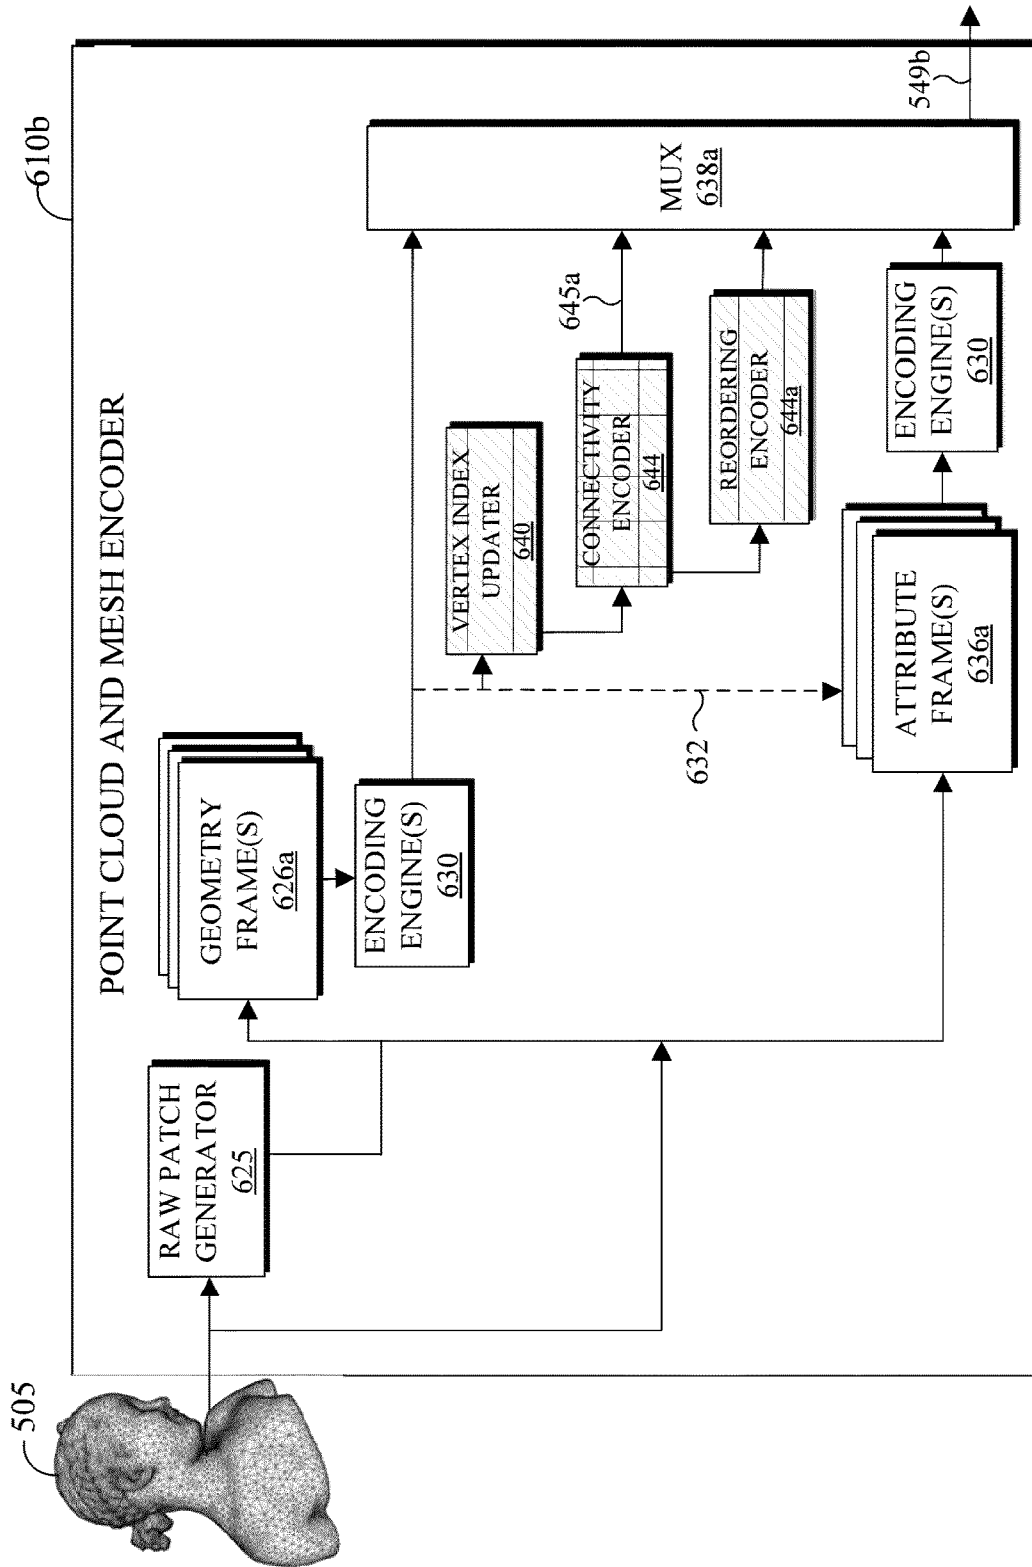 610b
POINT CLOUD AND MESH ENCODER
505
RAW PATCH
GENERATOR
625
GEOMETRY
FRAME(S)
626a
ENCODING
ENGINE(S)
630
632
VERTEX INDEX
UPDATER
640
CONNECTIVITY
ENCODER
644
645a
REORDERING
ENCODER
644a
ATTRIBUTE
FRAME(S)
636a
ENCODING
ENGINE(S)
630
MUX
638a
549b